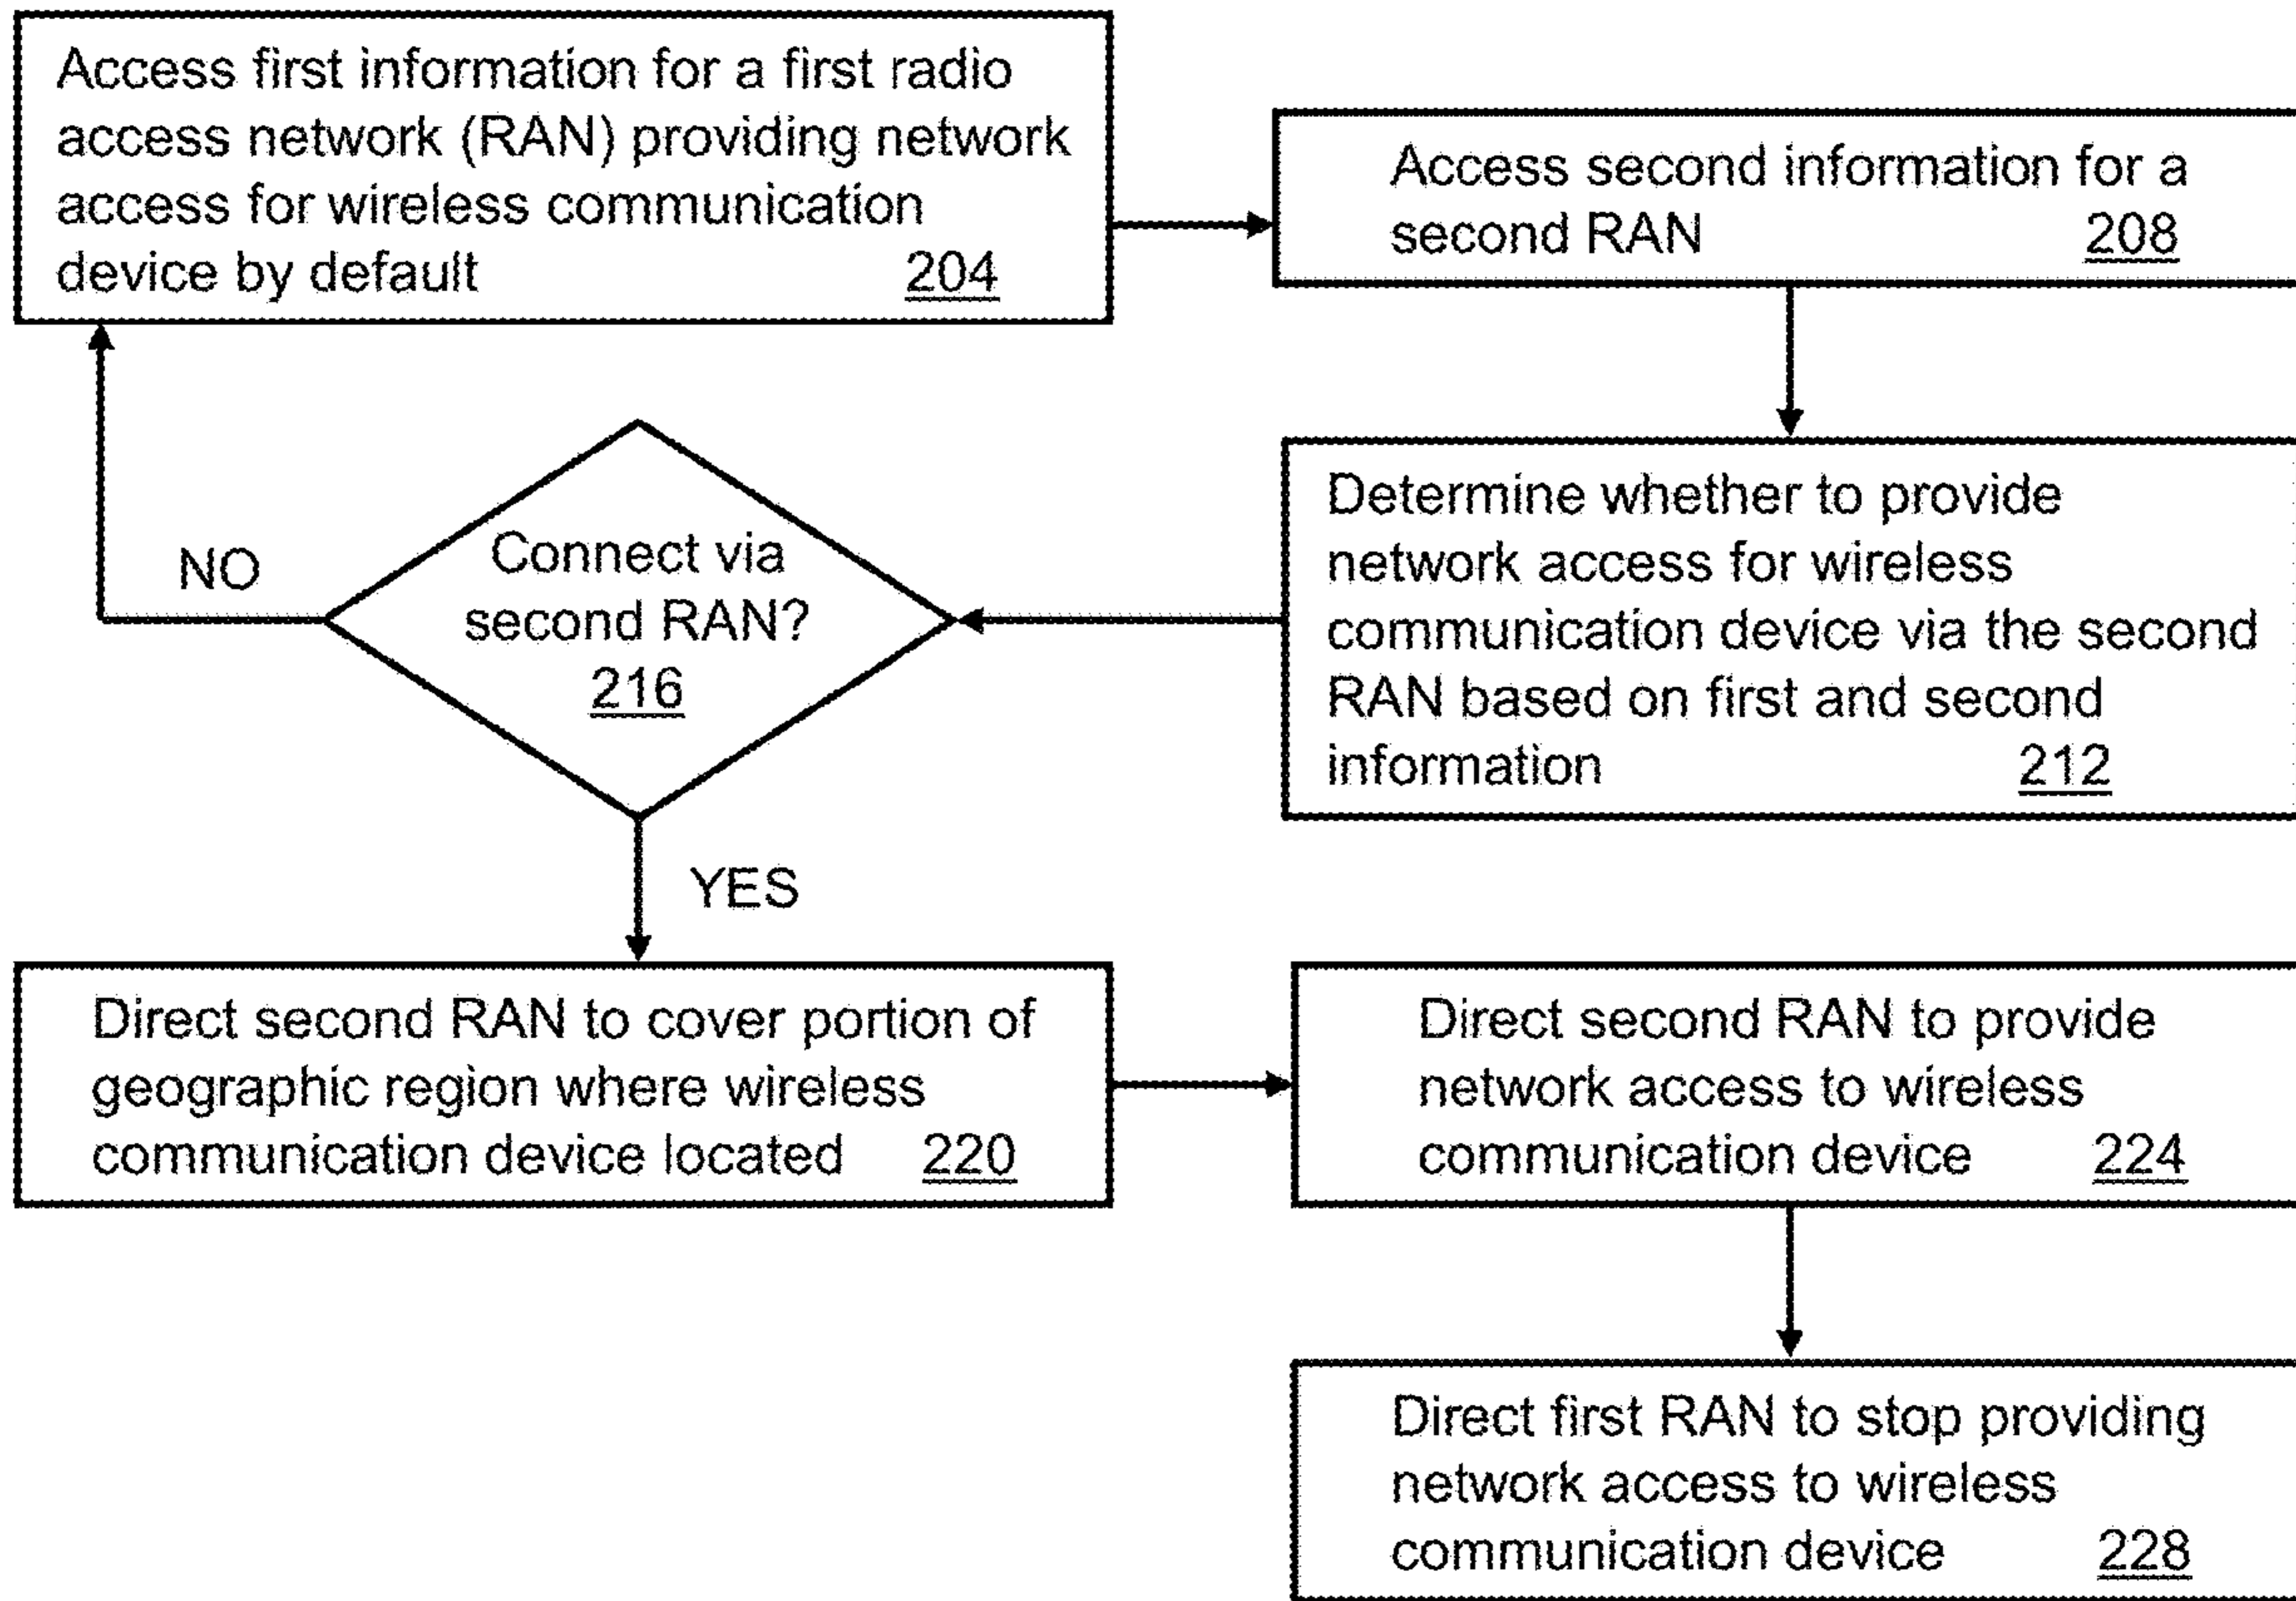 Access first information for a first radio
access network (RAN) providing network
access for wireless communication
device by default 204
Access second information for a
second RAN 208
Determine whether to provide
network access for wireless
communication device via the second
RAN based on first and second
information 212
Connect via
second RAN?
216
NO
YES
Direct second RAN to cover portion of
geographic region where wireless
communication device located 220
Direct second RAN to provide
network access to wireless
communication device 224
Direct first RAN to stop providing
network access to wireless
communication device 228